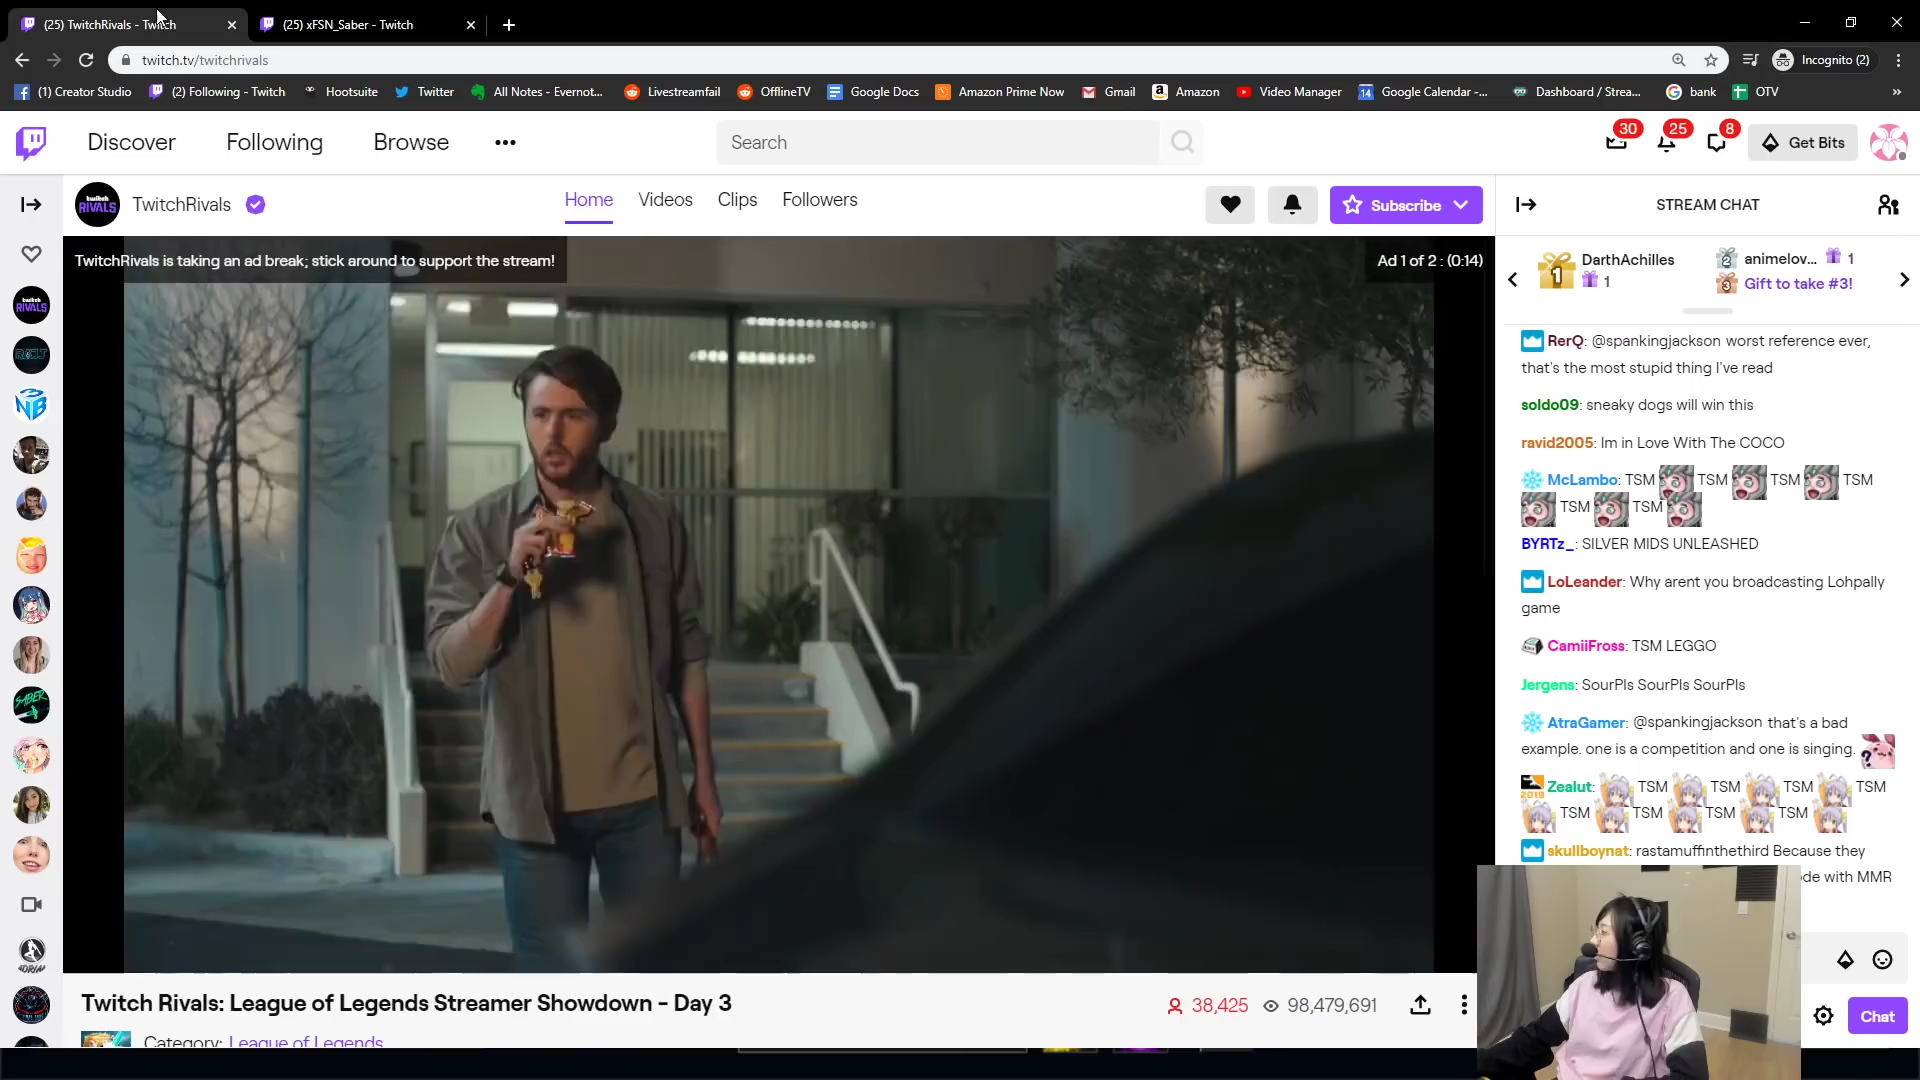 (25) TwitchRivals - Twitch
(25) xFSN_Saber - Twitch
twitch.tv/twitchrivals
Incognito (2)
(1) Creator Studio
(2) Following - Twitch
Hootsuite
Twitter
All Notes - Evernot...
Livestreamfail
OfflineTV
Google Docs
Amazon Prime Now
Gmail
Amazon
Video Manager
Google Calendar -...
Dashboard / Strea...
bank
OTV
Discover
Following
Browse
Search
30
25
8
Get Bits
TwitchRivals
Home
Videos
Clips
Followers
Subscribe
STREAM CHAT
TwitchRivals is taking an ad break; stick around to support the stream!
Ad 1 of 2 : (0:14)
1
DarthAchilles
1
2 animelov... 1
3 Gift to take #3!
RerQ: @spankingjackson worst reference ever,
that's the most stupid thing I've read
soldo09: sneaky dogs will win this
ravid2005: Im in Love With The COCO
McLambo: TSM TSM TSM TSM
TSM TSM
BYRTz_: SILVER MIDS UNLEASHED
LoLeander: Why arent you broadcasting Lohpally
game
CamiiFross: TSM LEGGO
Jergens: SourPls SourPls SourPls
AtraGamer: @spankingjackson that's a bad
example. one is a competition and one is singing.
Zealut: TSM TSM TSM TSM
TSM TSM TSM TSM
skullboynat: rastamuffinthethird Because they
ode with MMR
twitch
RIVALS
NB
SABER
Twitch Rivals: League of Legends Streamer Showdown - Day 3
38,425
98,479,691
Category: League of Legends
Chat